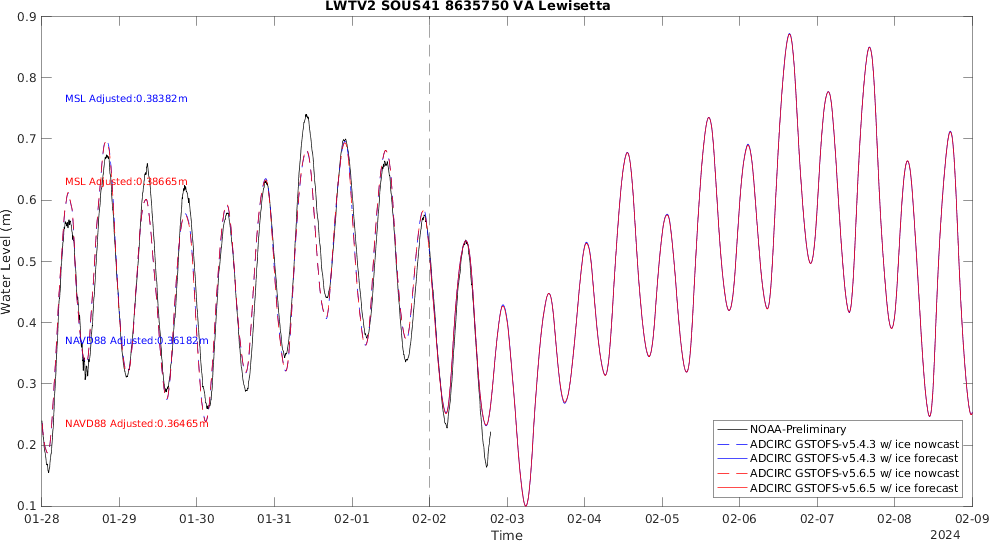 LWTV2 SOUS41 8635750 VA Lewisetta
0.9
0.8
0.7
0.6
0.5
0.4
0.3
0.2
0.1
Water Level (m)
MSL Adjusted:0.38382m
MSL Adjusted:0.38665m
NAVD88 Adjusted:0.36182m
NAVD88 Adjusted:0.36465m
NOAA-Preliminary
ADCIRC GSTOFS-v5.4.3 w/ ice nowcast
ADCIRC GSTOFS-v5.4.3 w/ ice forecast
ADCIRC GSTOFS-v5.6.5 w/ ice nowcast
ADCIRC GSTOFS-v5.6.5 w/ ice forecast
01-28 01-29 01-30 01-31 02-01 02-02 02-03 02-04 02-05 02-06 02-07 02-08 02-09
Time
2024